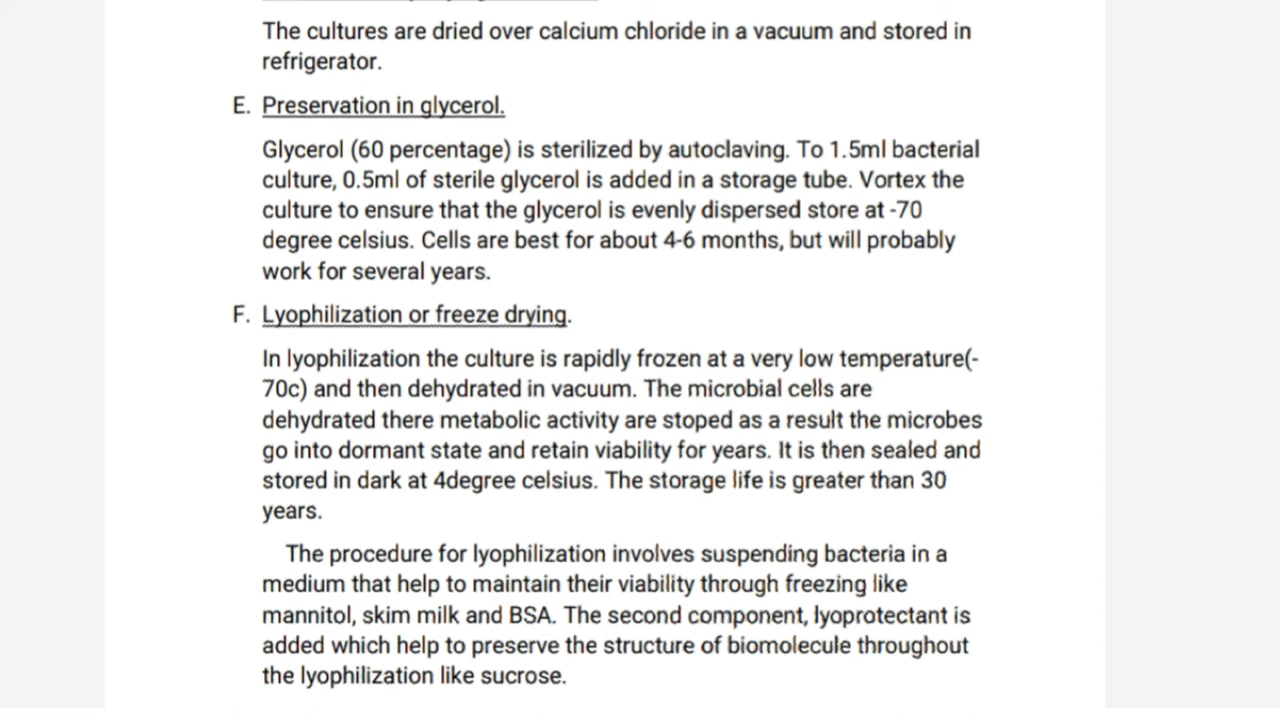 The cultures are dried over calcium chloride in a vacuum and stored in
refrigerator.
E. Preservation in glycerol.
Glycerol (60 percentage) is sterilized by autoclaving. To 1.5ml bacterial
culture, 0.5ml of sterile glycerol is added in a storage tube. Vortex the
culture to ensure that the glycerol is evenly dispersed store at -70
degree celsius. Cells are best for about 4-6 months, but will probably
work for several years.
F. Lyophilization or freeze drying.
In lyophilization the culture is rapidly frozen at a very low temperature(-
70c) and then dehydrated in vacuum. The microbial cells are
dehydrated there metabolic activity are stoped as a result the microbes
go into dormant state and retain viability for years. It is then sealed and
stored in dark at 4degree celsius. The storage life is greater than 30
years.
The procedure for lyophilization involves suspending bacteria in a
medium that help to maintain their viability through freezing like
mannitol, skim milk and BSA. The second component, lyoprotectant is
added which help to preserve the structure of biomolecule throughout
the lyophilization like sucrose.